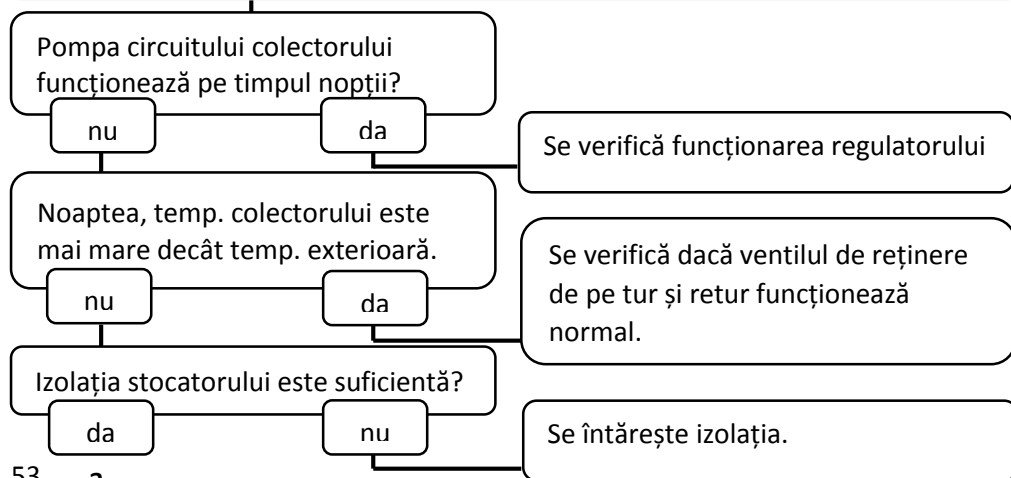 Pompa circuitului colectorului
funcționează pe timpul nopții?
nu
da
Se verifică funcționarea regulatorului
Noaptea, temp. colectorului este
mai mare decât temp. exterioară.
nu
da
Se verifică dacă ventilul de reținere
de pe tur și retur funcționează
normal.
Izolația stocatorului este suficientă?
da
nu
Se întărește izolația.
53